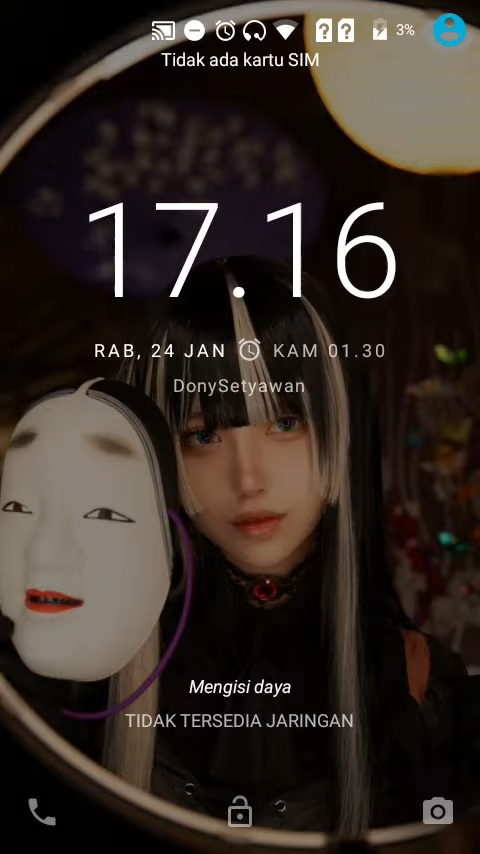 3%
Tidak ada kartu SIM
17.16
RAB, 24 JAN KAM 01.30
DonySetyawan
Mengisi daya
TIDAK TERSEDIA JARINGAN